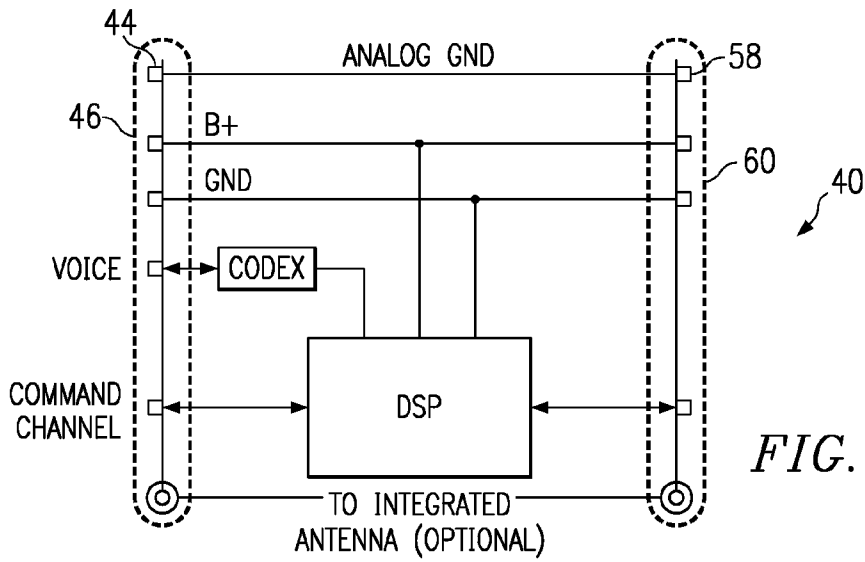 44
ANALOG GND
58
46
B+
60
GND
40
VOICE
CODEX
COMMAND
CHANNEL
DSP
FIG.
TO INTEGRATED
ANTENNA (OPTIONAL)